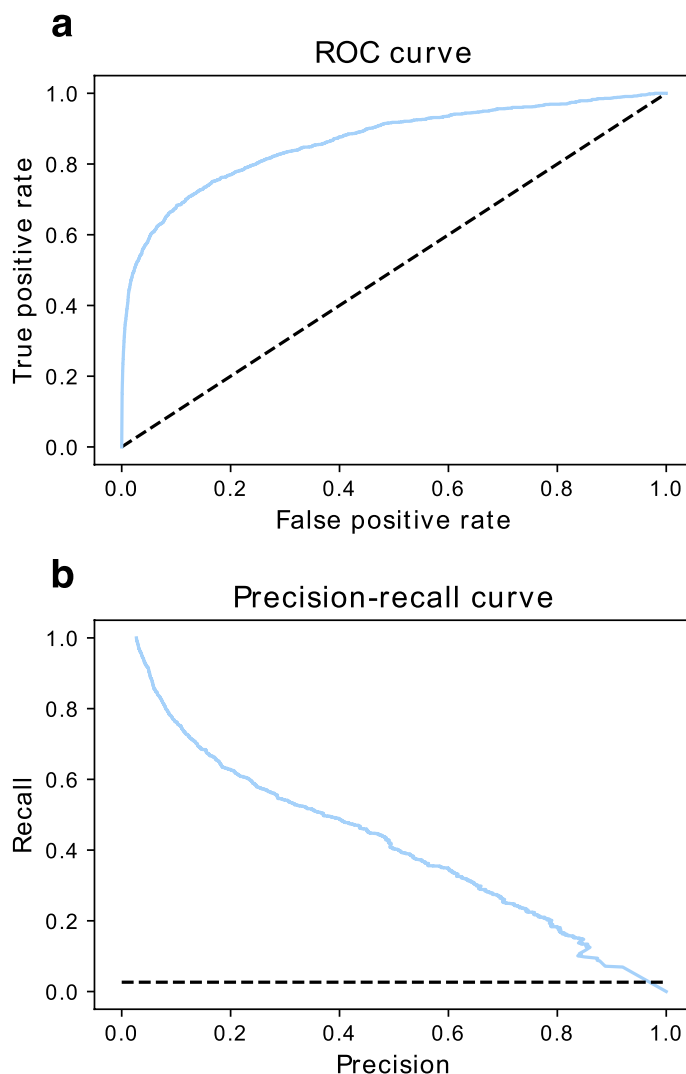 a
ROC curve
1.0
0.8
0.6
0.4
0.2
0.0
True positive rate
0.0 0.2 0.4 0.6 0.8 1.0
False positive rate
b
Precision-recall curve
1.0
0.8
0.6
0.4
0.2
0.0
Recall
0.0 0.2 0.4 0.6 0.8 1.0
Precision